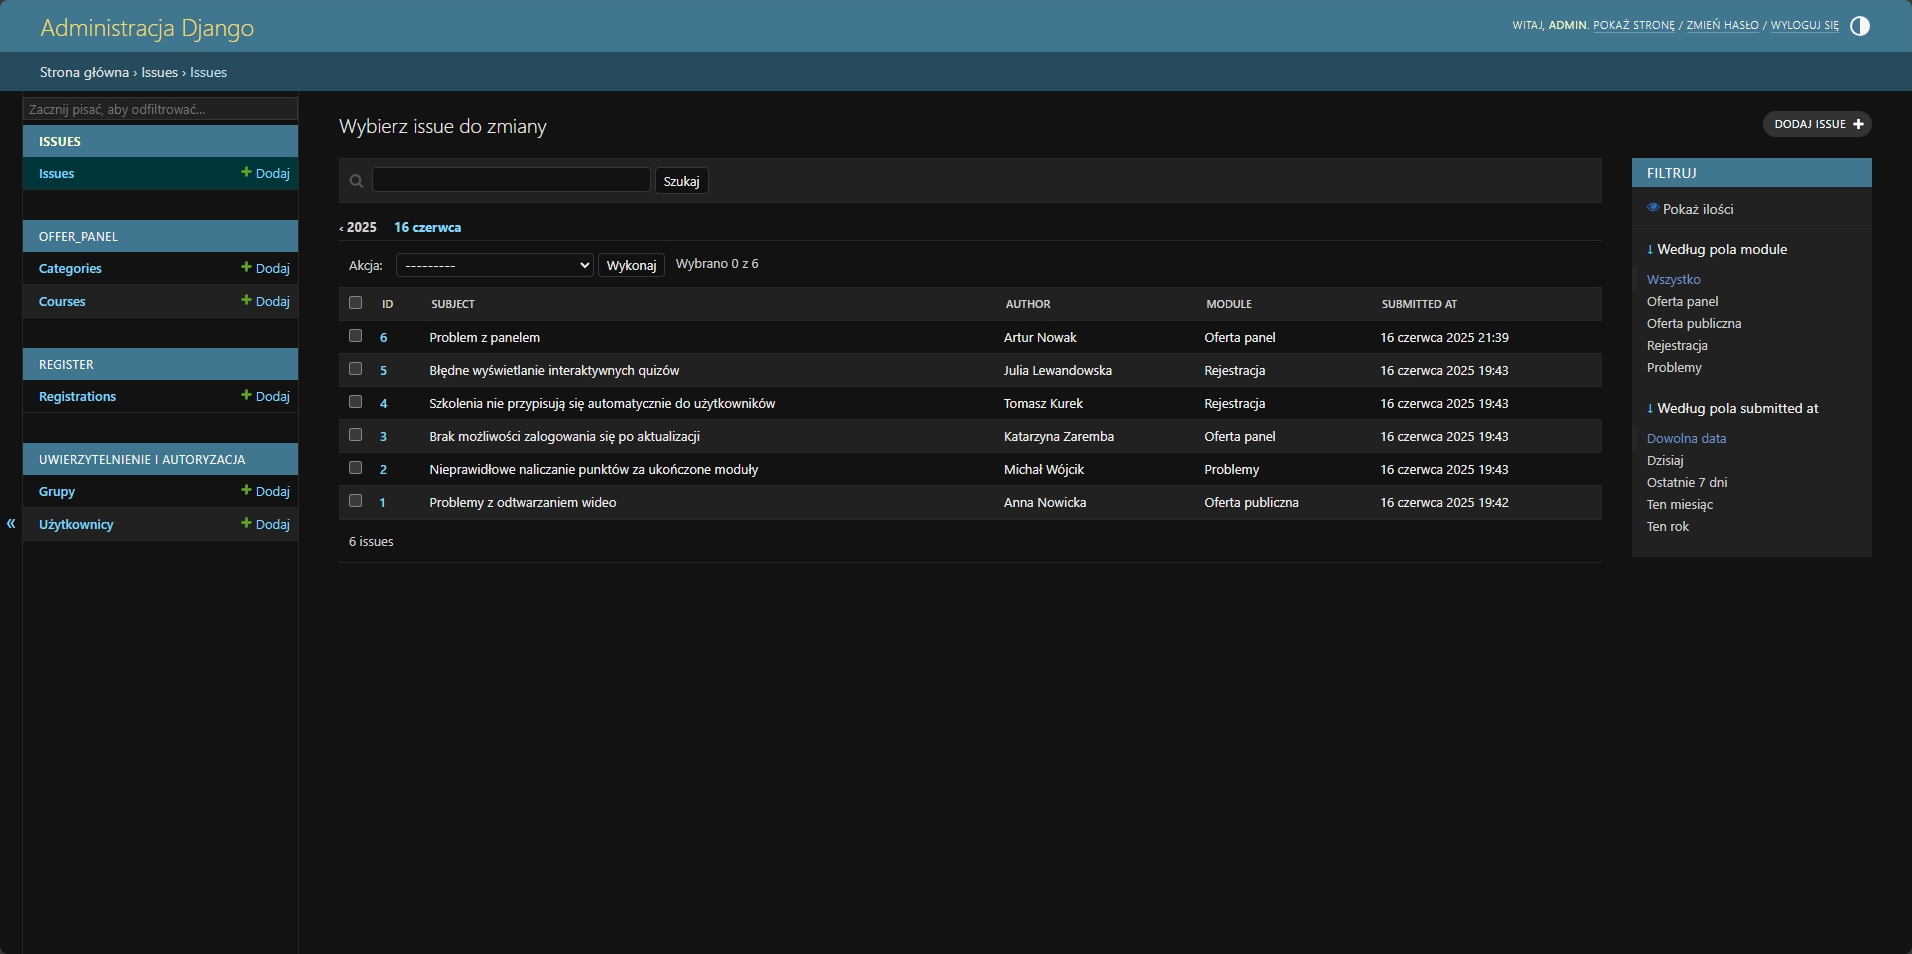 Administracja Django
WITAJ, ADMIN. POKAŻ STRONĘ / ZMIEŃ HASŁO / WYLOGUJ SIĘ
Strona główna › Issues › Issues
Zacznij pisać, aby odfiltrować...
ISSUES
Issues + Dodaj
OFFER_PANEL
Categories + Dodaj
Courses + Dodaj
REGISTER
Registrations + Dodaj
UWIERZYTELNIENIE I AUTORYZACJA
Grupy + Dodaj
Użytkownicy + Dodaj
«
Wybierz issue do zmiany
DODAJ ISSUE +
Szukaj
‹ 2025 16 czerwca
Akcja: --------- Wykonaj Wybrano 0 z 6
ID SUBJECT AUTHOR MODULE SUBMITTED AT
6 Problem z panelem Artur Nowak Oferta panel 16 czerwca 2025 21:39
5 Błędne wyświetlanie interaktywnych quizów Julia Lewandowska Rejestracja 16 czerwca 2025 19:43
4 Szkolenia nie przypisują się automatycznie do użytkowników Tomasz Kurek Rejestracja 16 czerwca 2025 19:43
3 Brak możliwości zalogowania się po aktualizacji Katarzyna Zaremba Oferta panel 16 czerwca 2025 19:43
2 Nieprawidłowe naliczanie punktów za ukończone moduły Michał Wójcik Problemy 16 czerwca 2025 19:43
1 Problemy z odtwarzaniem wideo Anna Nowicka Oferta publiczna 16 czerwca 2025 19:42
6 issues
FILTRUJ
Pokaż ilości
↓ Według pola module
Wszystko
Oferta panel
Oferta publiczna
Rejestracja
Problemy
↓ Według pola submitted at
Dowolna data
Dzisiaj
Ostatnie 7 dni
Ten miesiąc
Ten rok